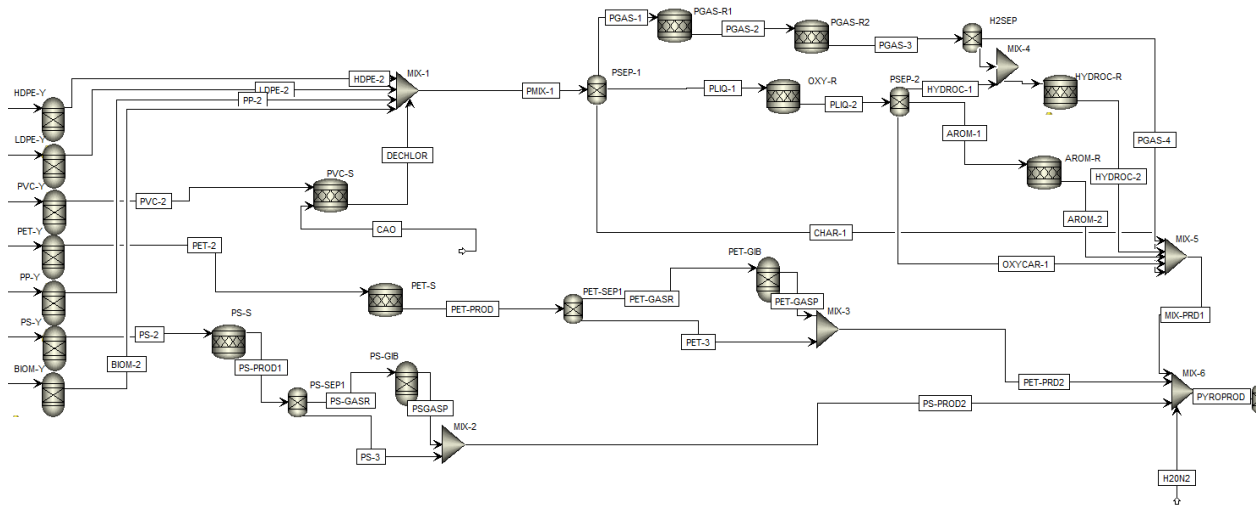 PGAS-1
PGAS-R1
PGAS-2
PGAS-R2
PGAS-3
H2SEP
MIX-4
HYDROC-R
MIX-1
HDPE-2
LDPE-2
PP-2
PMIX-1
PSEP-1
PLIQ-1
OXY-R
PLIQ-2
PSEP-2
HYDROC-1
AROM-1
AROM-R
PGAS-4
HYDROC-2
AROM-2
HDPE-Y
LDPE-Y
PVC-Y
PET-Y
PP-Y
PS-Y
BIOM-Y
DECHLOR
PVC-S
PVC-2
CAO
CHAR-1
OXYCAR-1
MIX-5
PET-2
PET-S
PET-PROD
PET-SEP1
PET-GASR
PET-GIB
PET-GASP
MIX-3
PET-3
MIX-PRD1
PS-2
PS-S
PS-PROD1
BIOM-2
PS-SEP1
PS-GASR
PS-GIB
PSGASP
MIX-2
PS-3
PS-PROD2
PET-PRD2
MIX-6
PYROPROD
H20N2